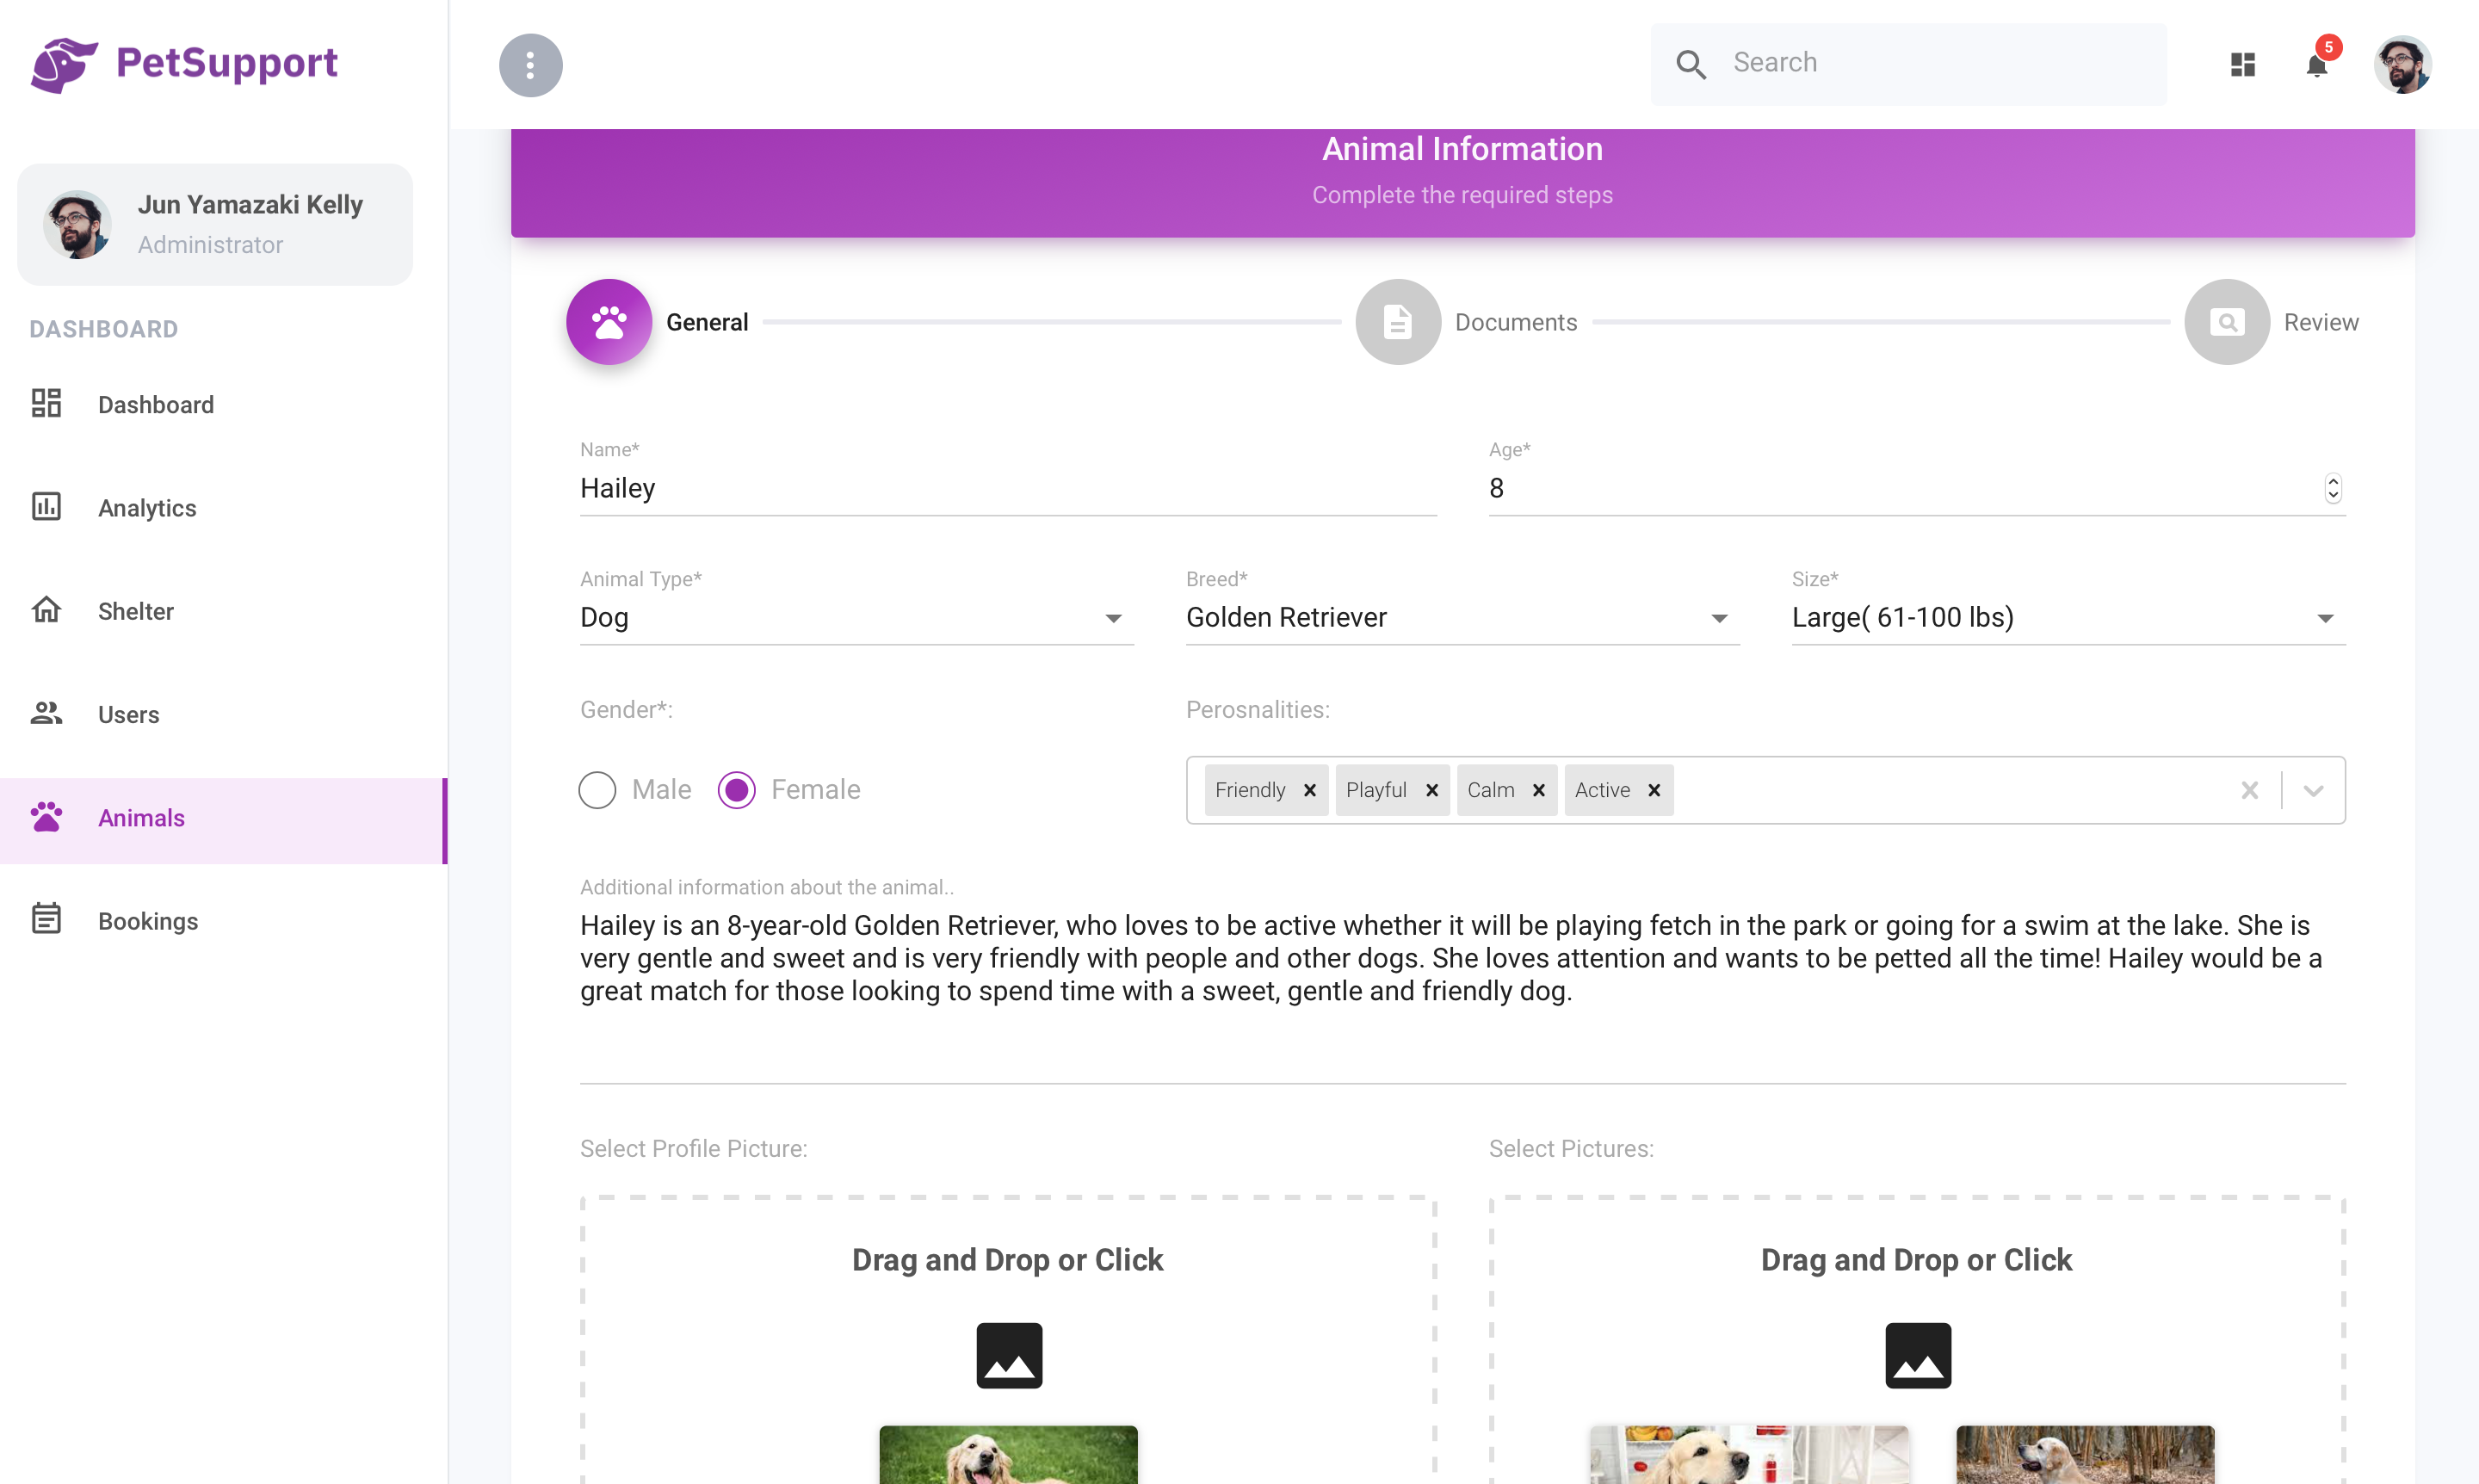 PetSupport
Search
5
Jun Yamazaki Kelly
Administrator
DASHBOARD
Dashboard
Analytics
Shelter
Users
Animals
Bookings
Animal Information
Complete the required steps
General
Documents
Review
Name*
Hailey
Age*
8
Animal Type*
Dog
Breed*
Golden Retriever
Size*
Large( 61-100 lbs)
Gender*:
Male
Female
Perosnalities:
Friendly
Playful
Calm
Active
Additional information about the animal..
Hailey is an 8-year-old Golden Retriever, who loves to be active whether it will be playing fetch in the park or going for a swim at the lake. She is
very gentle and sweet and is very friendly with people and other dogs. She loves attention and wants to be petted all the time! Hailey would be a
great match for those looking to spend time with a sweet, gentle and friendly dog.
Select Profile Picture:
Drag and Drop or Click
Select Pictures:
Drag and Drop or Click